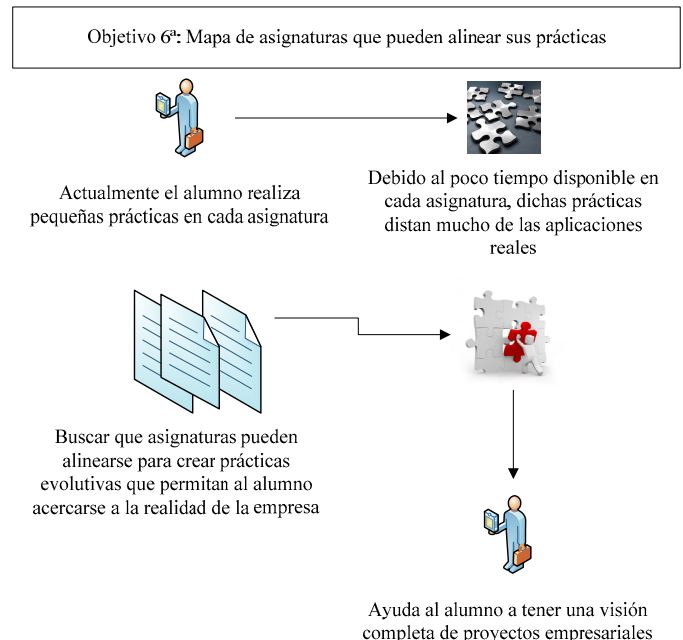 Objetivo 6ª: Mapa de asignaturas que pueden alinear sus prácticas
Actualmente el alumno realiza
pequeñas prácticas en cada asignatura
Debido al poco tiempo disponible en
cada asignatura, dichas prácticas
distan mucho de las aplicaciones
reales
Buscar que asignaturas pueden
alinearse para crear prácticas
evolutivas que permitan al alumno
acercarse a la realidad de la empresa
Ayuda al alumno a tener una visión
completa de proyectos empresariales